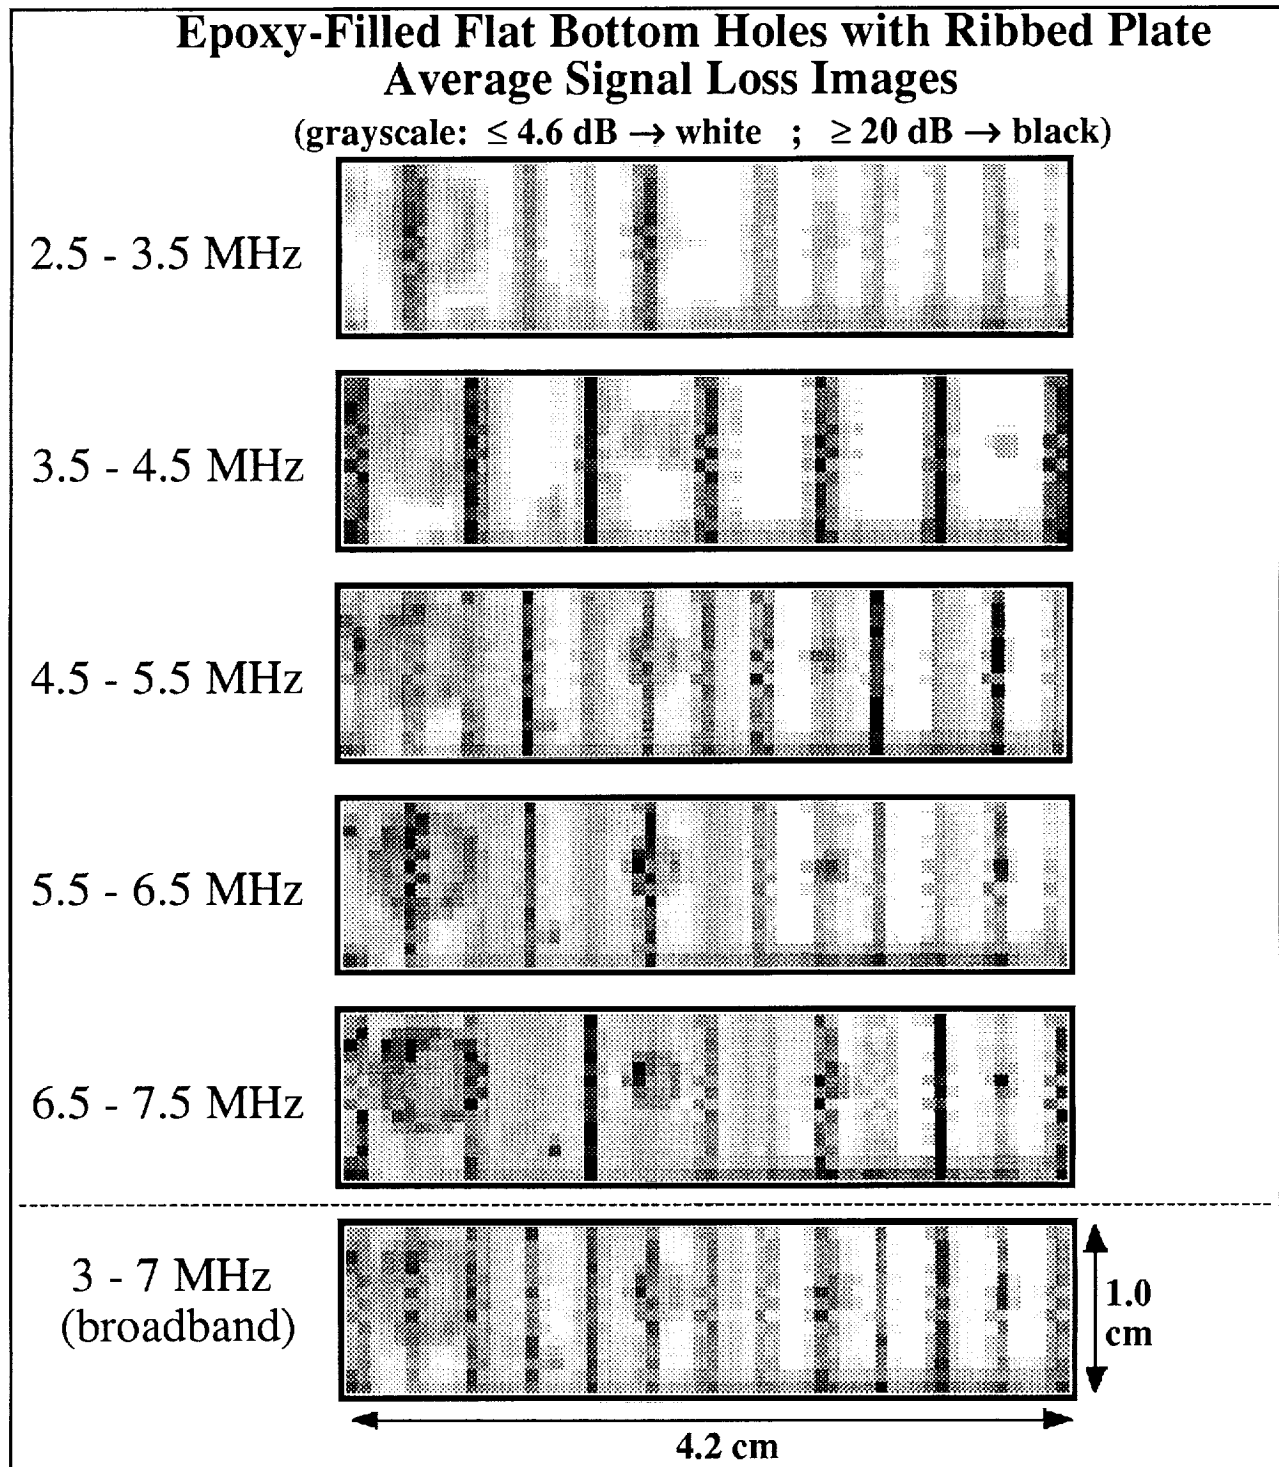 Epoxy-Filled Flat Bottom Holes with Ribbed Plate
Average Signal Loss Images
(grayscale: ≤ 4.6 dB → white ; ≥ 20 dB → black)
2.5 - 3.5 MHz
3.5 - 4.5 MHz
4.5 - 5.5 MHz
5.5 - 6.5 MHz
6.5 - 7.5 MHz
3 - 7 MHz
(broadband)
1.0
cm
4.2 cm